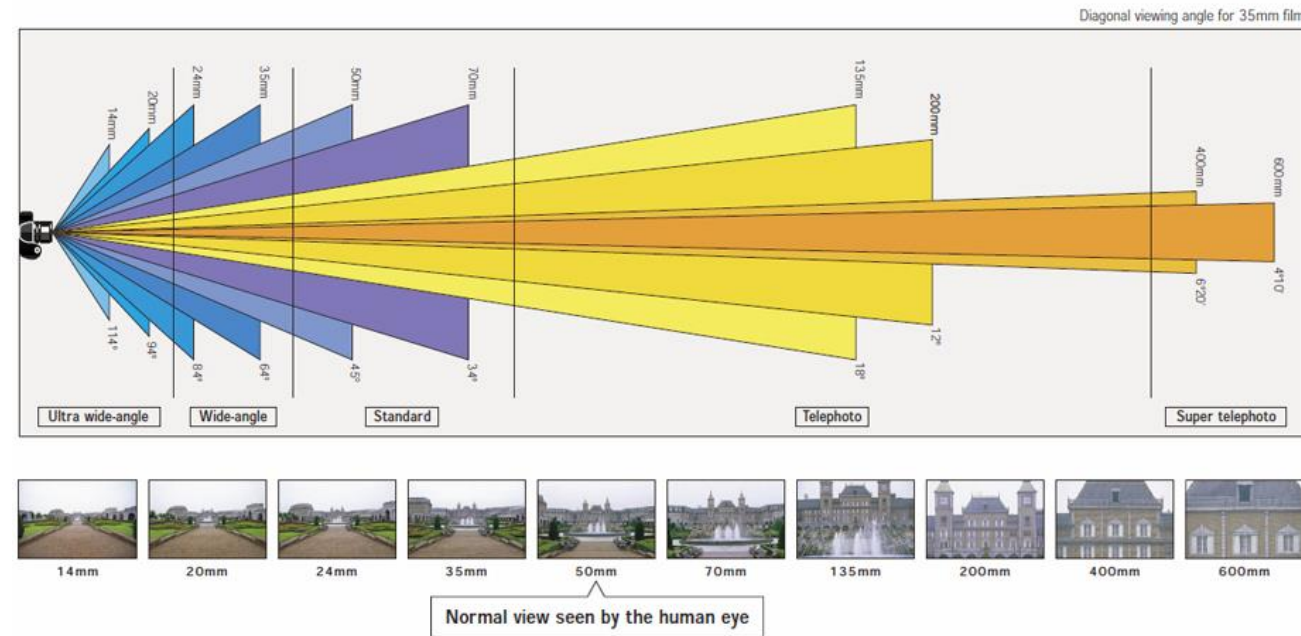 Diagonal viewing angle for 35mm film
14mm
20mm
24mm
35mm
50mm
70mm
135mm
200mm
400mm
600mm
114°
94°
84°
64°
45°
34°
18°
12°
6°20'
4°10'
Ultra wide-angle
Wide-angle
Standard
Telephoto
Super telephoto
14mm
20mm
24mm
35mm
50mm
70mm
135mm
200mm
400mm
600mm
Normal view seen by the human eye